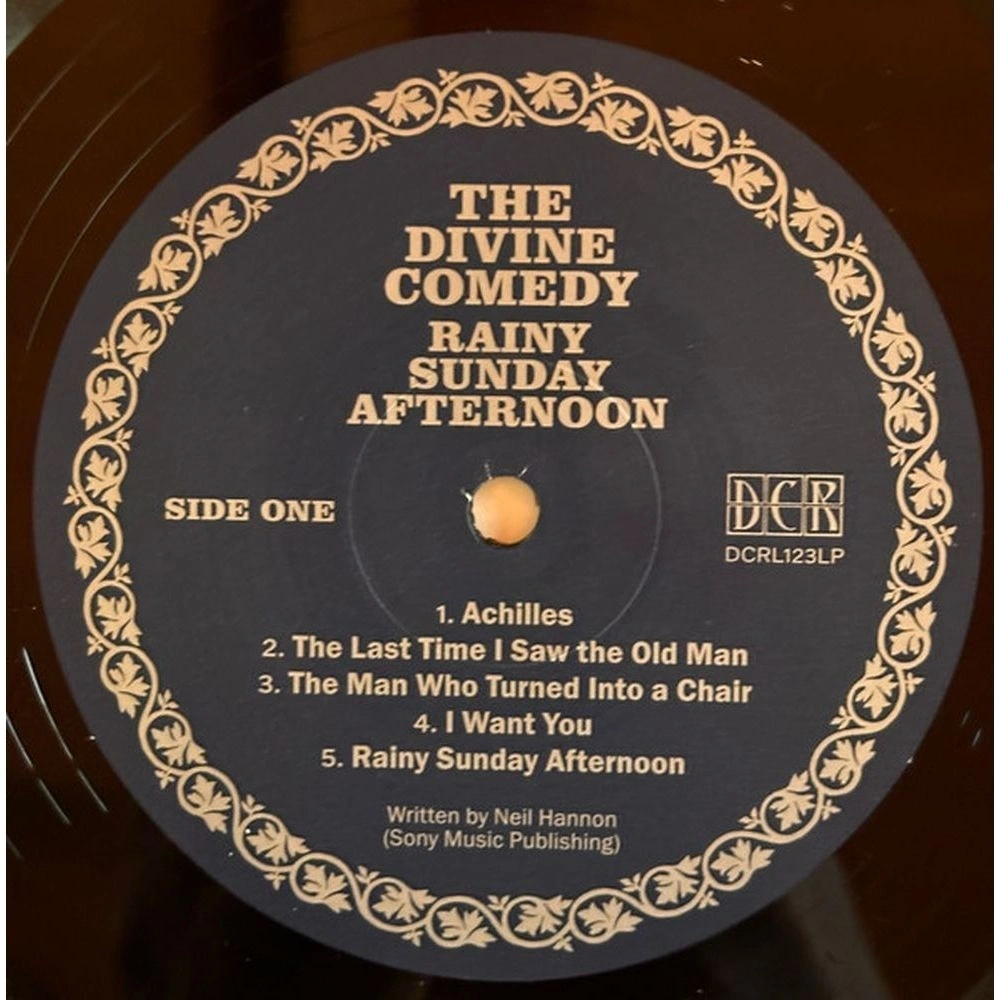 THE
DIVINE
COMEDY
RAINY
SUNDAY
AFTERNOON
SIDE ONE
DCR
DCRL123LP
1. Achilles
2. The Last Time I Saw the Old Man
3. The Man Who Turned Into a Chair
4. I Want You
5. Rainy Sunday Afternoon
Written by Neil Hannon
(Sony Music Publishing)